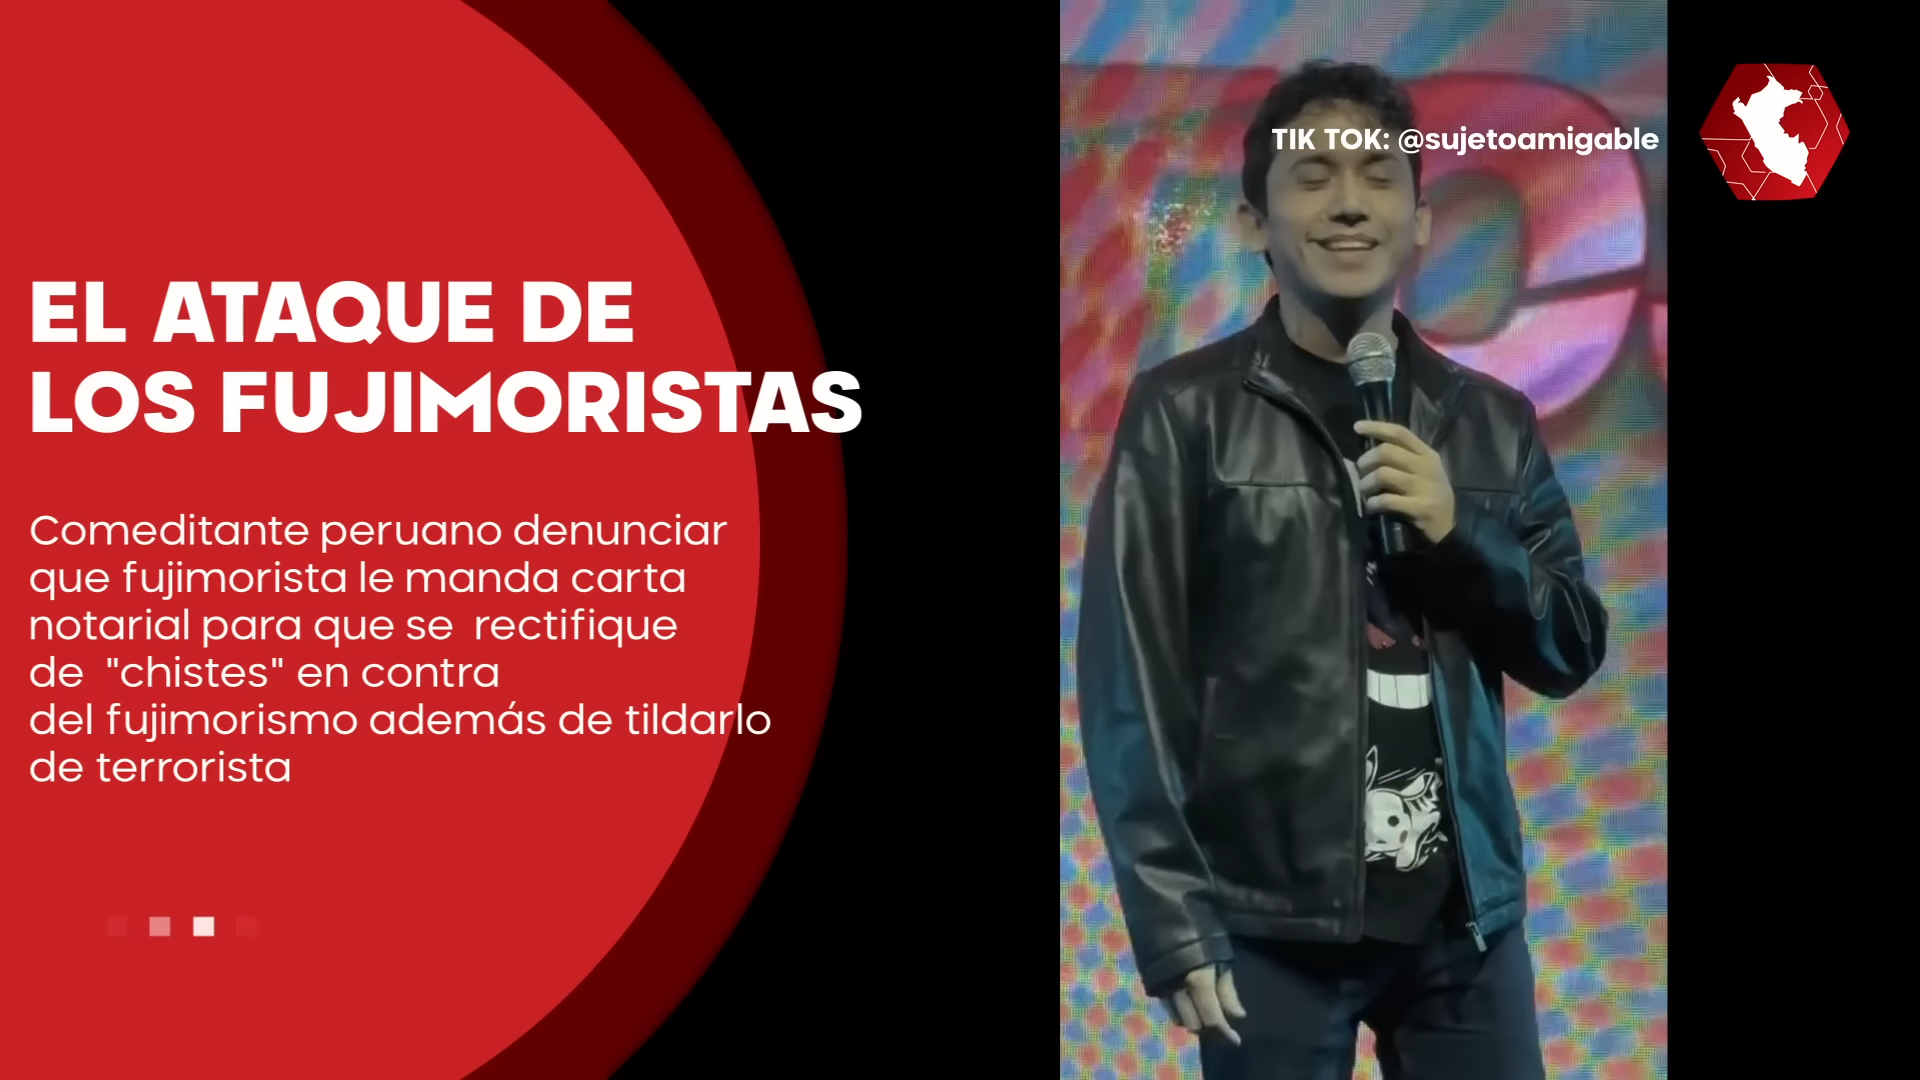 EL ATAQUE DE
LOS FUJIMORISTAS
Comeditante peruano denunciar
que fujimorista le manda carta
notarial para que se rectifique
de "chistes" en contra
del fujimorismo además de tildarlo
de terrorista
TIK TOK: @sujetoamigable